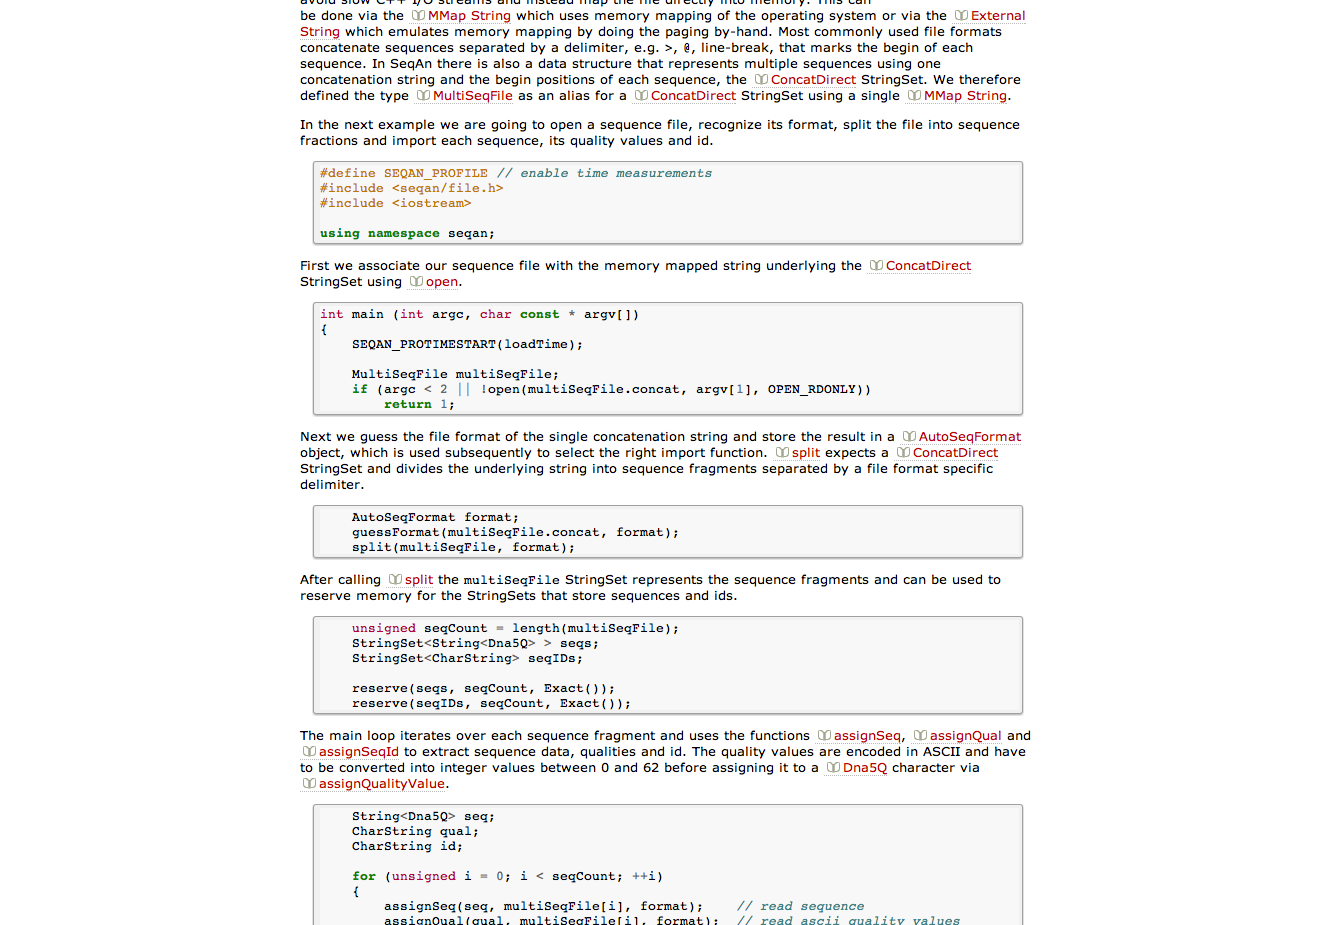 avoid slow C++ I/O streams and instead map the file directly into memory. This can
be done via the MMap String which uses memory mapping of the operating system or via the External
String which emulates memory mapping by doing the paging by-hand. Most commonly used file formats
concatenate sequences separated by a delimiter, e.g. >, @, line-break, that marks the begin of each
sequence. In SeqAn there is also a data structure that represents multiple sequences using one
concatenation string and the begin positions of each sequence, the ConcatDirect StringSet. We therefore
defined the type MultiSeqFile as an alias for a ConcatDirect StringSet using a single MMap String.
In the next example we are going to open a sequence file, recognize its format, split the file into sequence
fractions and import each sequence, its quality values and id.
#define SEQAN_PROFILE // enable time measurements
#include <seqan/file.h>
#include <iostream>
using namespace seqan;
First we associate our sequence file with the memory mapped string underlying the ConcatDirect
StringSet using open.
int main (int argc, char const * argv[])
{
    SEQAN_PROTIMESTART(loadTime);
    MultiSeqFile multiSeqFile;
    if (argc < 2 || !open(multiSeqFile.concat, argv[1], OPEN_RDONLY))
        return 1;
Next we guess the file format of the single concatenation string and store the result in a AutoSeqFormat
object, which is used subsequently to select the right import function. split expects a ConcatDirect
StringSet and divides the underlying string into sequence fragments separated by a file format specific
delimiter.
    AutoSeqFormat format;
    guessFormat(multiSeqFile.concat, format);
    split(multiSeqFile, format);
After calling split the multiSeqFile StringSet represents the sequence fragments and can be used to
reserve memory for the StringSets that store sequences and ids.
    unsigned seqCount = length(multiSeqFile);
    StringSet<String<Dna5Q> > seqs;
    StringSet<CharString> seqIDs;
    reserve(seqs, seqCount, Exact());
    reserve(seqIDs, seqCount, Exact());
The main loop iterates over each sequence fragment and uses the functions assignSeq, assignQual and
assignSeqId to extract sequence data, qualities and id. The quality values are encoded in ASCII and have
to be converted into integer values between 0 and 62 before assigning it to a Dna5Q character via
assignQualityValue.
    String<Dna5Q> seq;
    CharString qual;
    CharString id;
    for (unsigned i = 0; i < seqCount; ++i)
    {
        assignSeq(seq, multiSeqFile[i], format);    // read sequence
        assignQual(qual, multiSeqFile[i], format);  // read ascii quality values